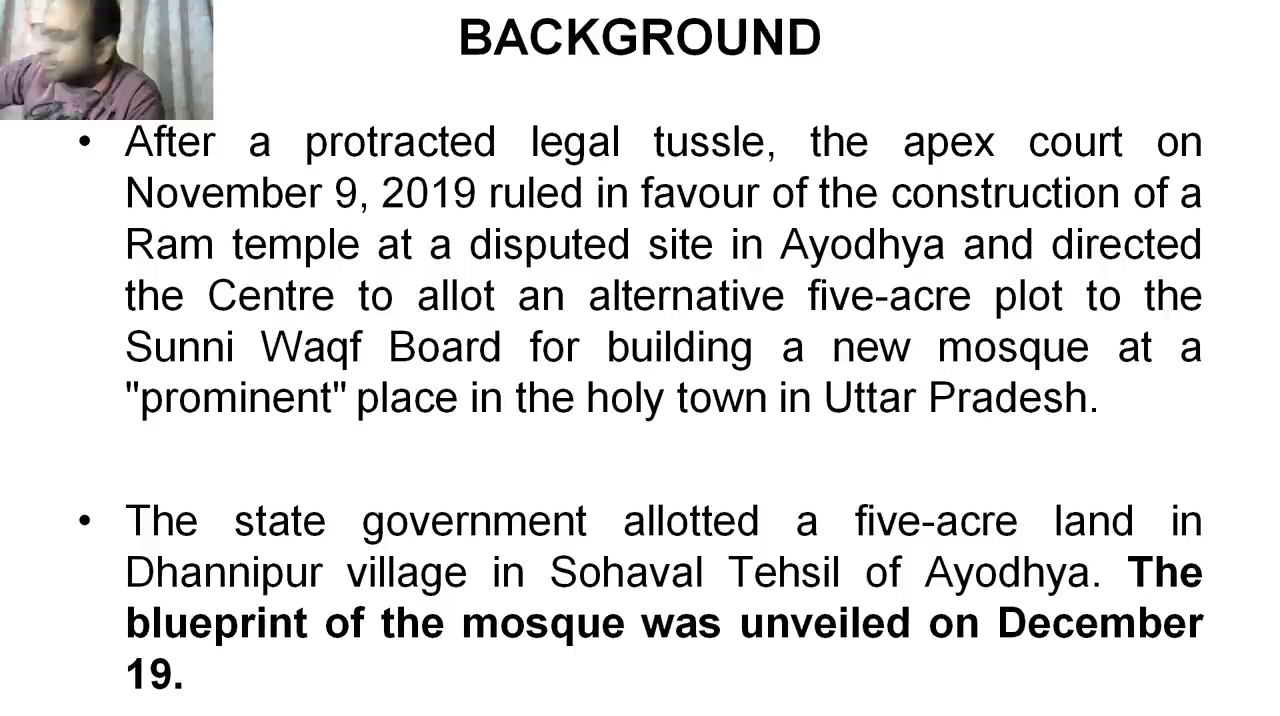 BACKGROUND
• After a protracted legal tussle, the apex court on
November 9, 2019 ruled in favour of the construction of a
Ram temple at a disputed site in Ayodhya and directed
the Centre to allot an alternative five-acre plot to the
Sunni Waqf Board for building a new mosque at a
"prominent" place in the holy town in Uttar Pradesh.
• The state government allotted a five-acre land in
Dhannipur village in Sohaval Tehsil of Ayodhya. The
blueprint of the mosque was unveiled on December
19.